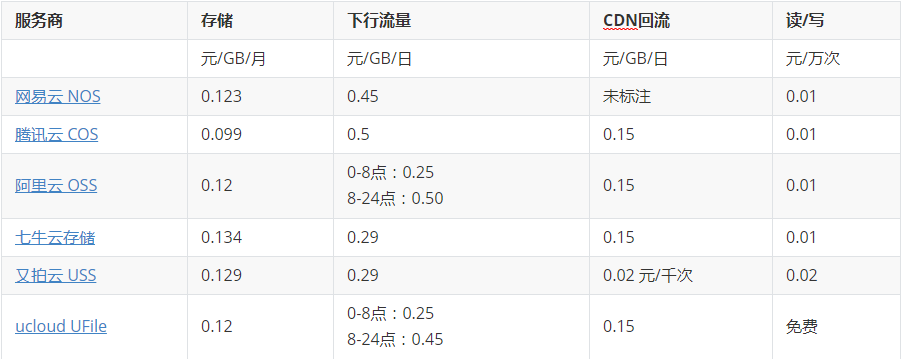 服务商 存储 下行流量 CDN回流 读/写
元/GB/月 元/GB/日 元/GB/日 元/万次
网易云 NOS 0.123 0.45 未标注 0.01
腾讯云 COS 0.099 0.5 0.15 0.01
阿里云 OSS 0.12 0-8点：0.25 0.15 0.01
8-24点：0.50
七牛云存储 0.134 0.29 0.15 0.01
又拍云 USS 0.129 0.29 0.02 元/千次 0.02
ucloud UFile 0.12 0-8点：0.25 0.15 免费
8-24点：0.45